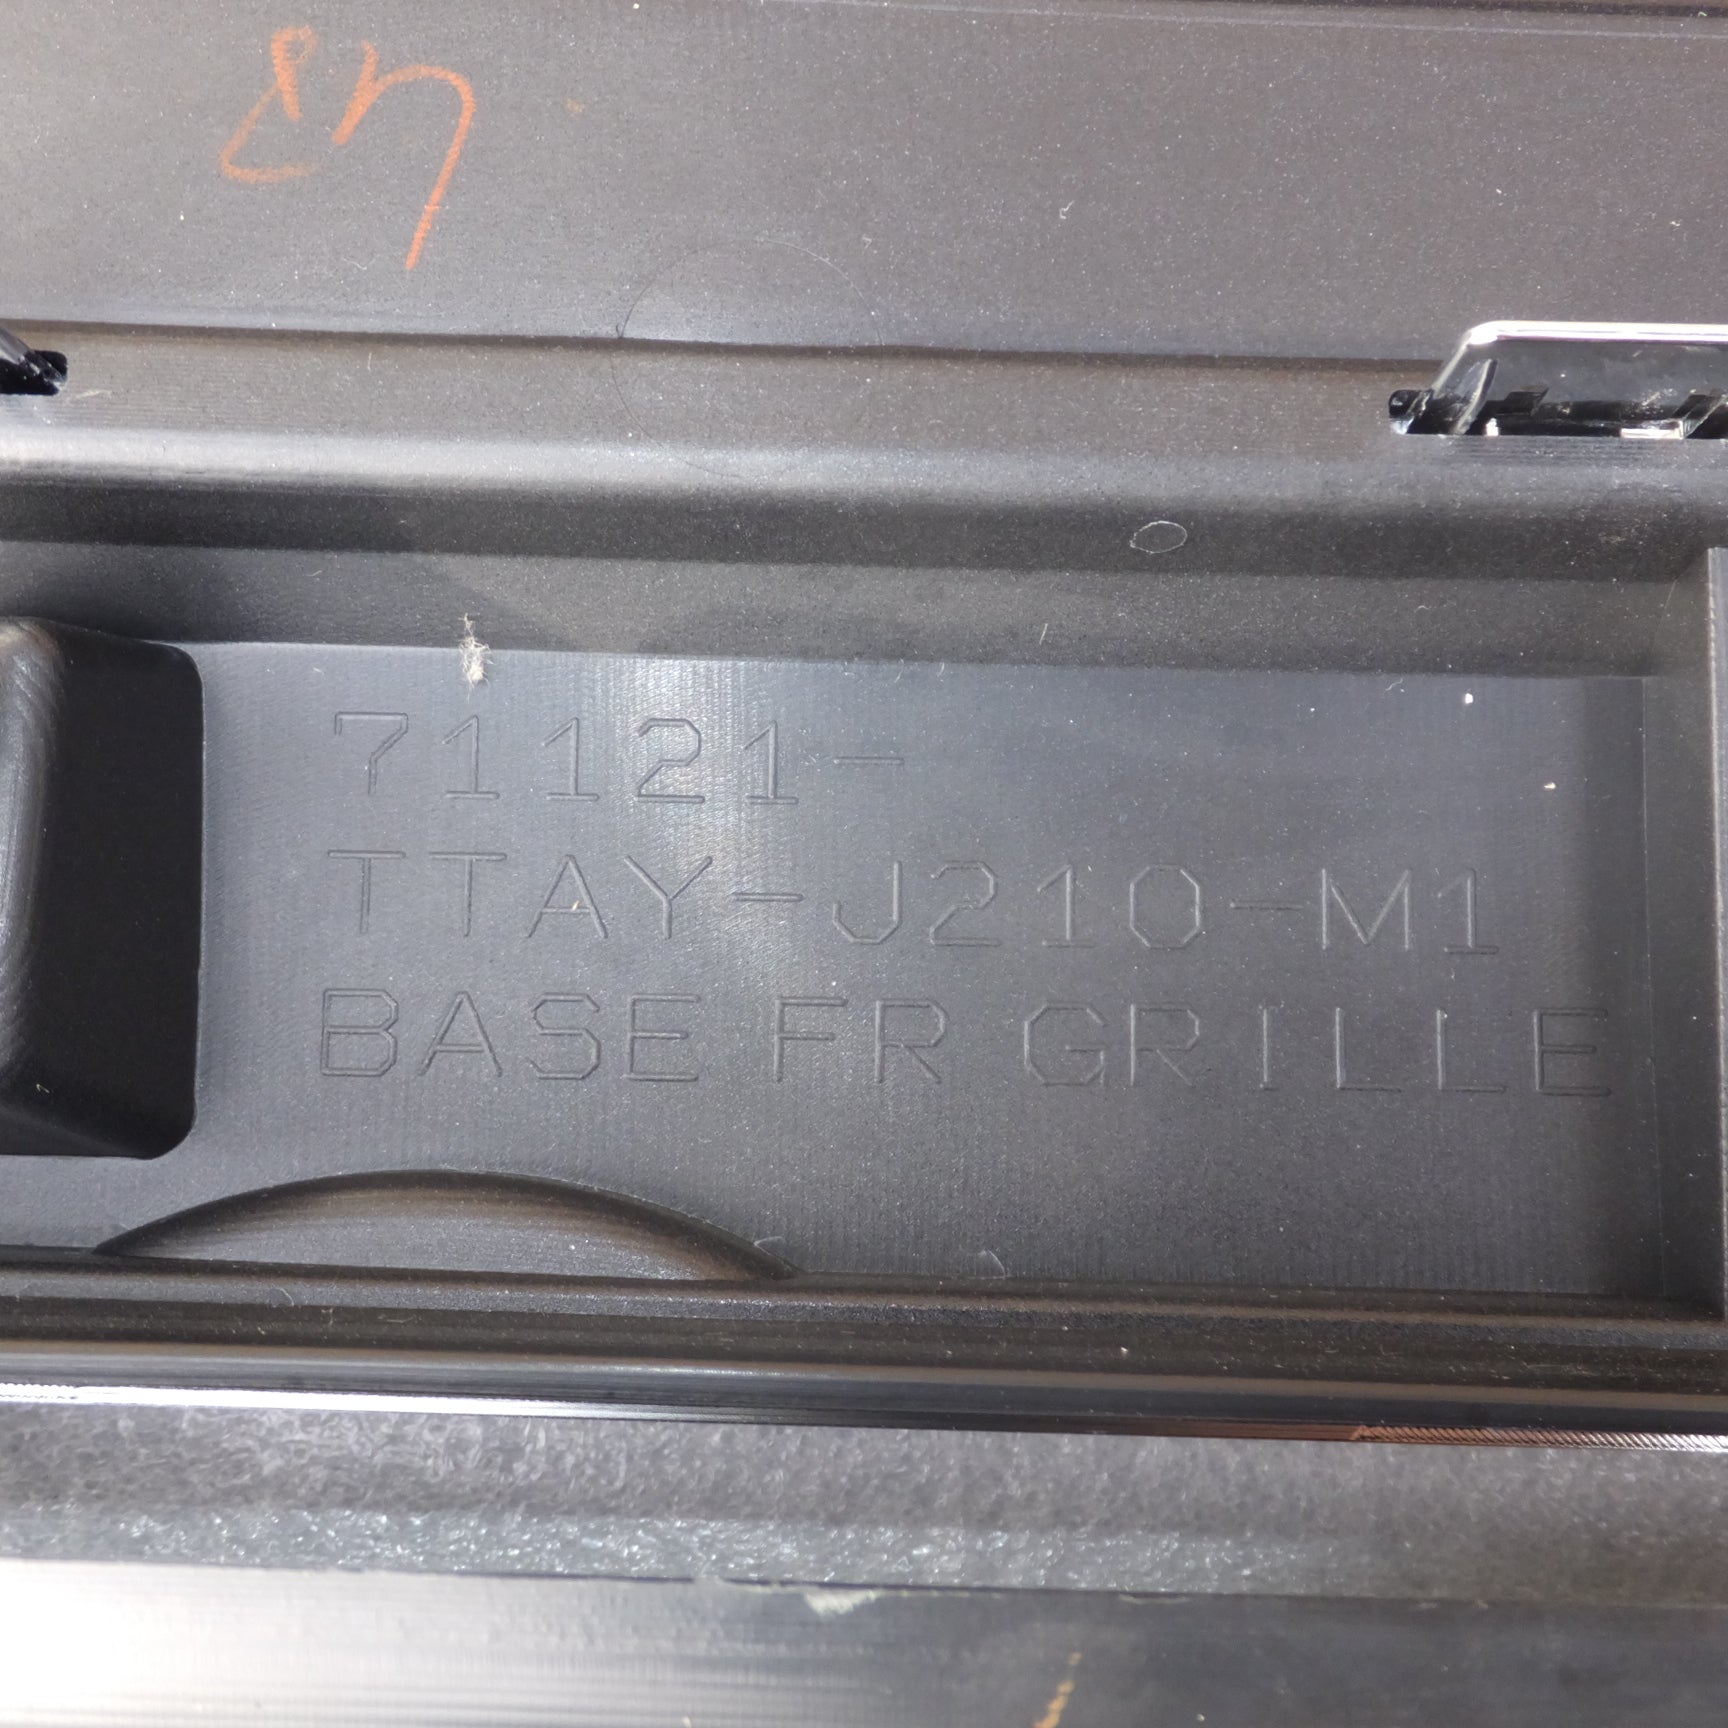 71121-
TTAY-J210-M1
BASE FR GRILLE